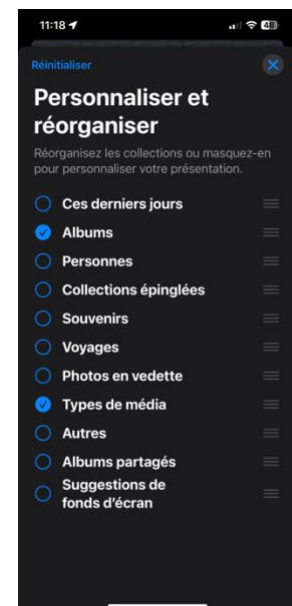 11:18
48
Réinitialiser
Personnaliser et
réorganiser
Réorganisez les collections ou masquez-en
pour personnaliser votre présentation.
Ces derniers jours
Albums
Personnes
Collections épinglées
Souvenirs
Voyages
Photos en vedette
Types de média
Autres
Albums partagés
Suggestions de
fonds d’écran